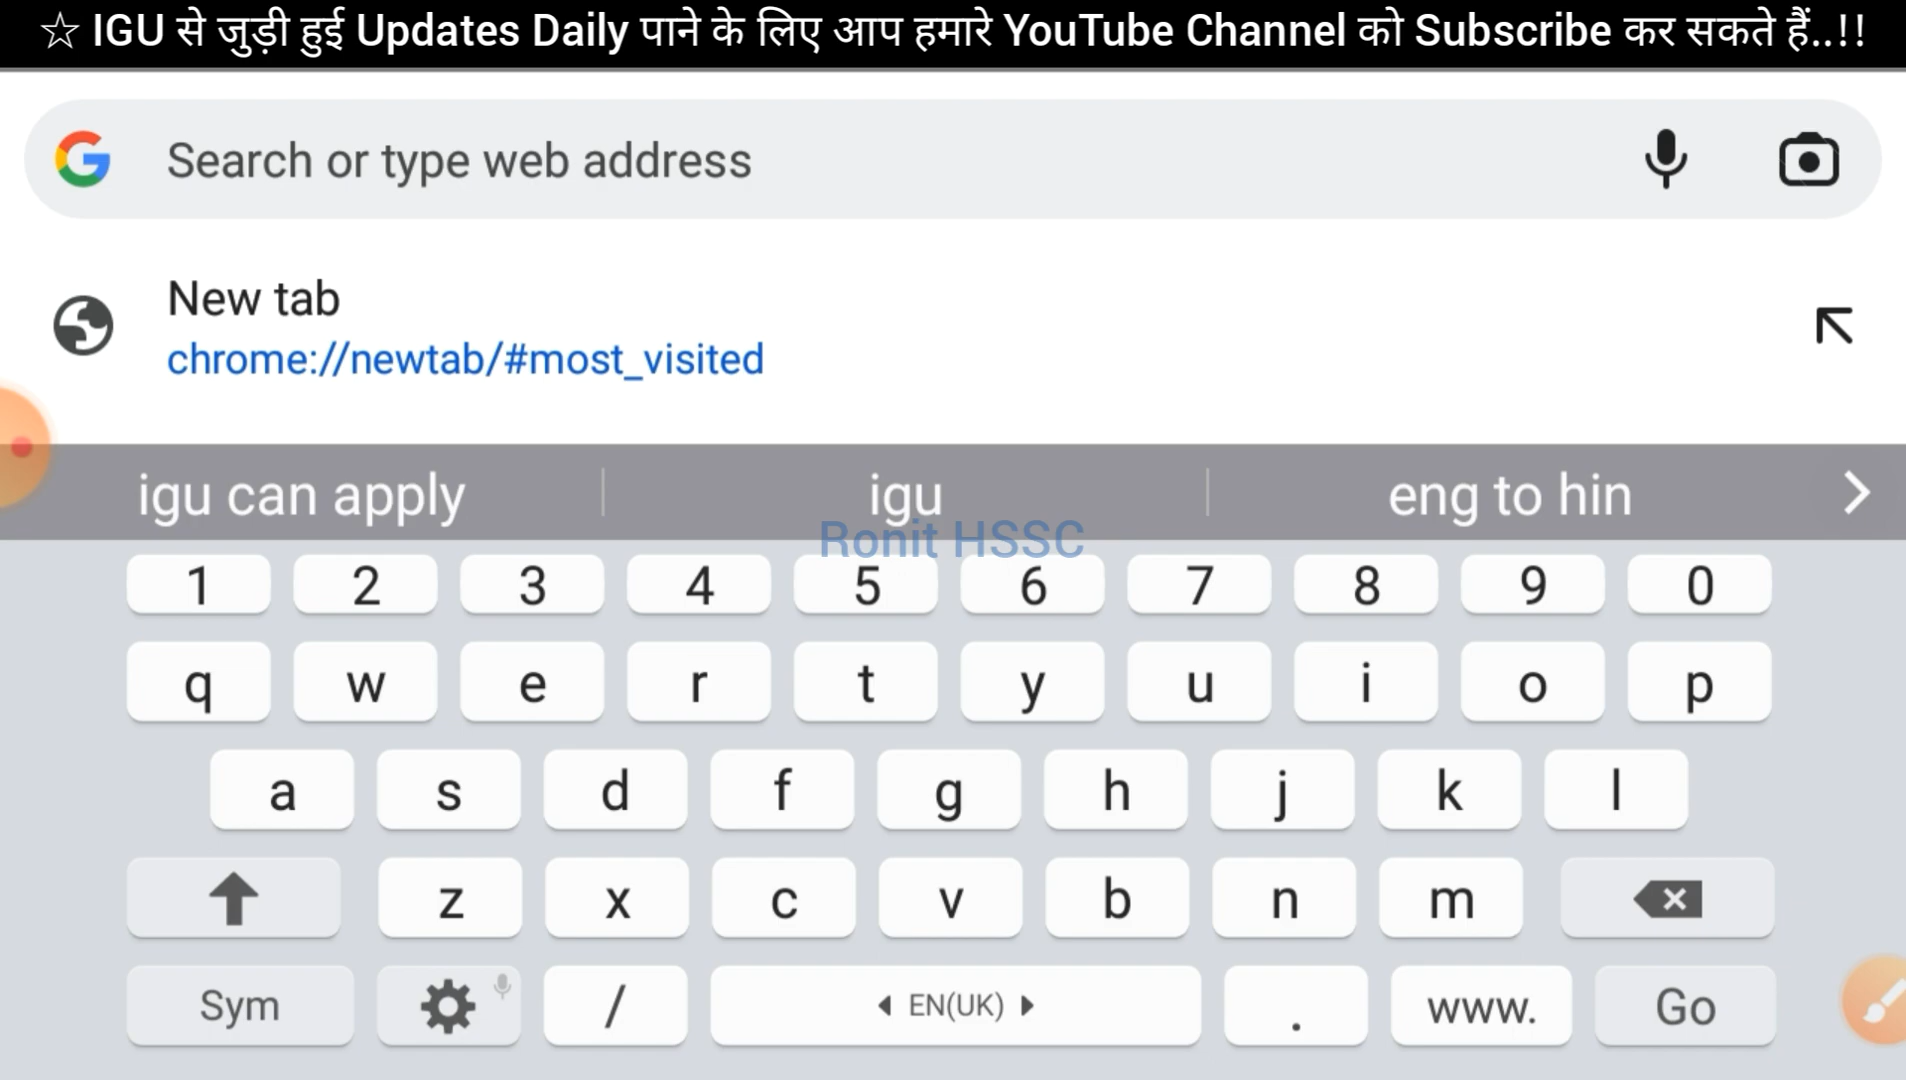 ☆ IGU से जुड़ी हुई Updates Daily पाने के लिए आप हमारे YouTube Channel को Subscribe कर सकते हैं..!!
Search or type web address
New tab
chrome://newtab/#most_visited
igu can apply igu eng to hin
Ronit HSSC
1 2 3 4 5 6 7 8 9 0
q w e r t y u i o p
a s d f g h j k l
z x c v b n m
Sym / EN(UK) . www. Go